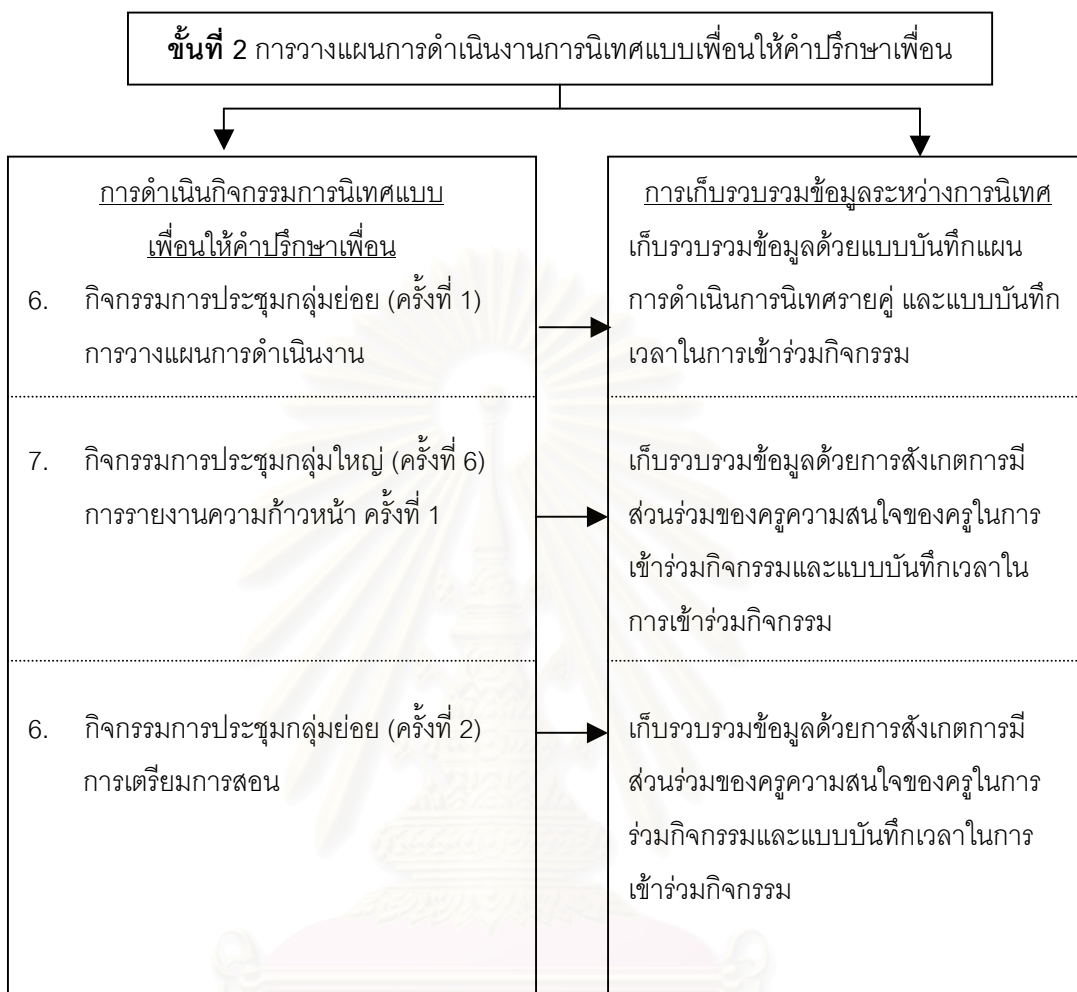 ขั้นที่ 2 การวางแผนการดำเนินงานการนิเทศแบบเพื่อนให้คำปรึกษาเพื่อน
การดำเนินกิจกรรมการนิเทศแบบ
เพื่อนให้คำปรึกษาเพื่อน
6. กิจกรรมการประชุมกลุ่มย่อย (ครั้งที่ 1)
การวางแผนการดำเนินงาน
การเก็บรวบรวมข้อมูลระหว่างการนิเทศ
เก็บรวบรวมข้อมูลด้วยแบบบันทึกแผน
การดำเนินการนิเทศรายคู่ และแบบบันทึก
เวลาในการเข้าร่วมกิจกรรม
7. กิจกรรมการประชุมกลุ่มใหญ่ (ครั้งที่ 6)
การรายงานความก้าวหน้า ครั้งที่ 1
เก็บรวบรวมข้อมูลด้วยการสังเกตการมี
ส่วนร่วมของครูความสนใจของครูในการ
เข้าร่วมกิจกรรมและแบบบันทึกเวลาใน
การเข้าร่วมกิจกรรม
6. กิจกรรมการประชุมกลุ่มย่อย (ครั้งที่ 2)
การเตรียมการสอน
เก็บรวบรวมข้อมูลด้วยการสังเกตการมี
ส่วนร่วมของครูความสนใจของครูในการ
ร่วมกิจกรรมและแบบบันทึกเวลาในการ
เข้าร่วมกิจกรรม